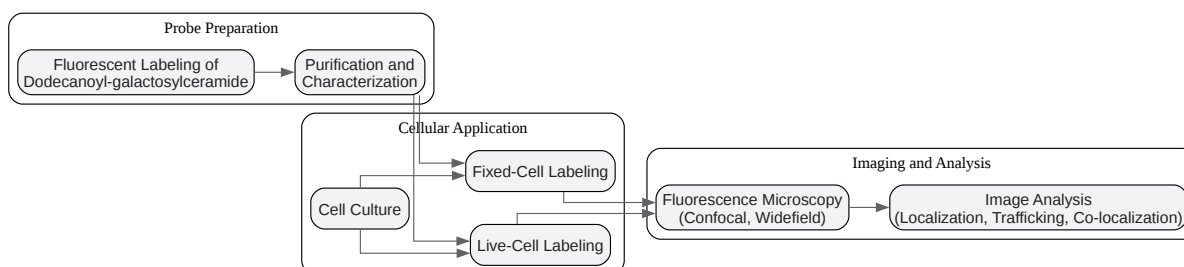 Probe Preparation
Fluorescent Labeling of
Dodecanoyl-galactosylceramide
Purification and
Characterization
Cellular Application
Fixed-Cell Labeling
Cell Culture
Live-Cell Labeling
Imaging and Analysis
Fluorescence Microscopy
(Confocal, Widefield)
Image Analysis
(Localization, Trafficking, Co-localization)